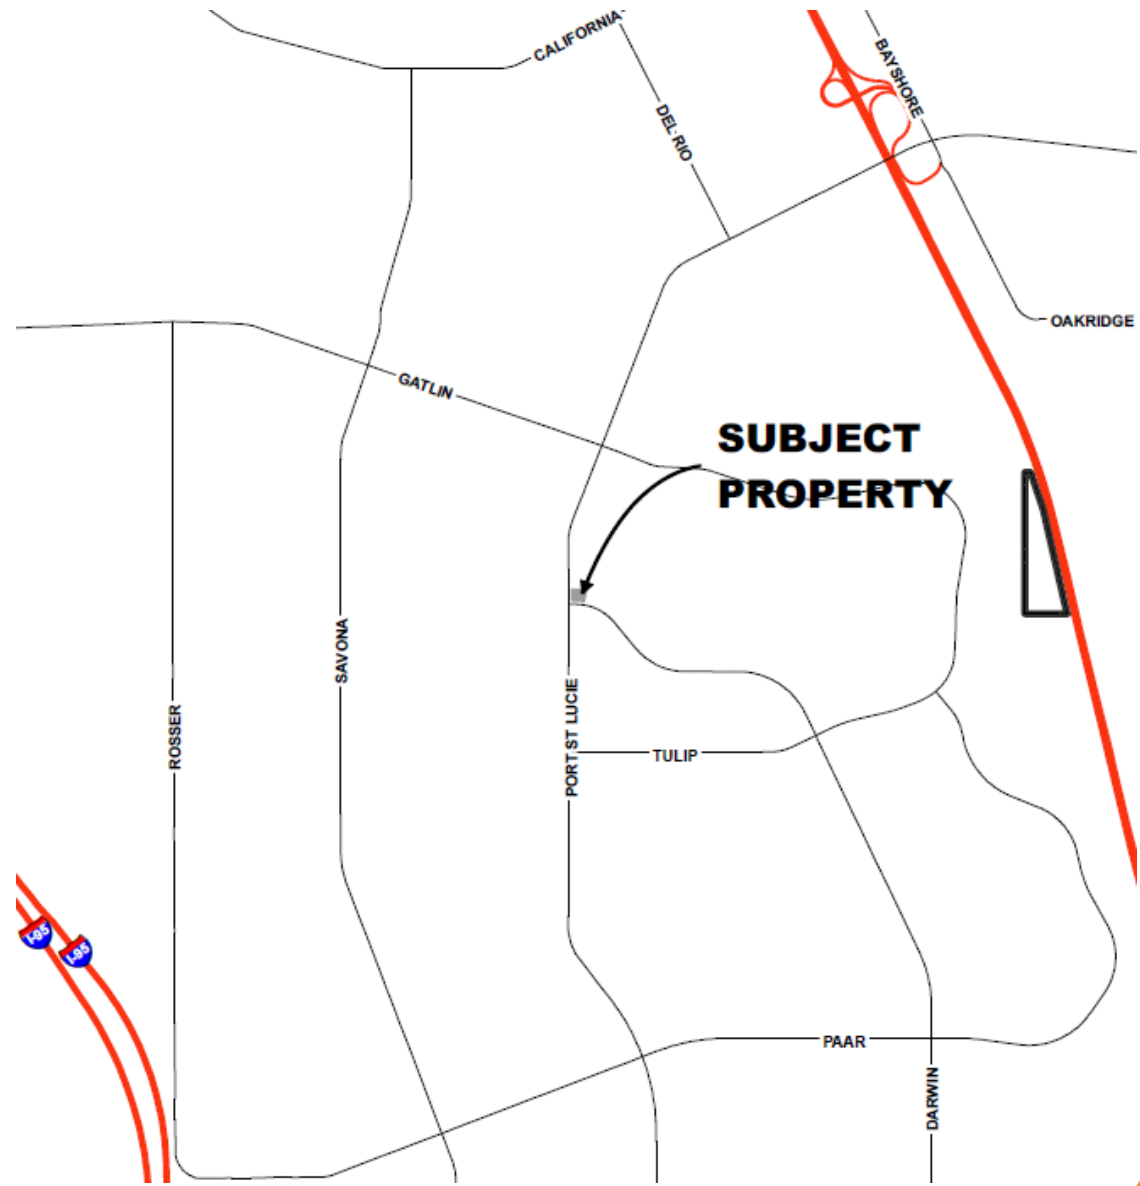 CALIFORNIA
BAYSHORE
DEL RIO
OAKRIDGE
GATLIN
SUBJECT
PROPERTY
SAVONA
PORT ST LUCIE
ROSSER
TULIP
I-95
I-95
PAAR
DARWIN